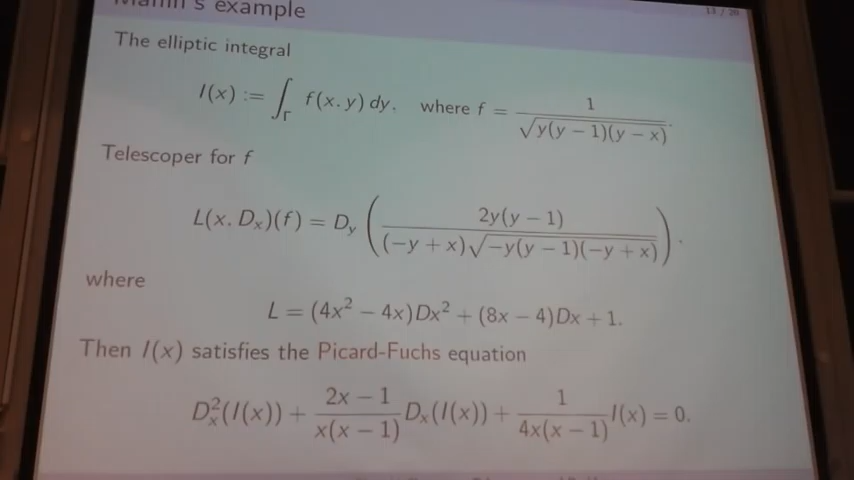 Manin's example
The elliptic integral
I(x) := ∫_Γ f(x, y) dy, where f = 1 / √(y(y − 1)(y − x)).
Telescoper for f
L(x, D_x)(f) = D_y ( 2y(y − 1) / ((−y + x)√(−y(y − 1)(−y + x))) ).
where
L = (4x² − 4x)Dx² + (8x − 4)Dx + 1.
Then I(x) satisfies the Picard-Fuchs equation
D_x²(I(x)) + (2x − 1) / (x(x − 1)) D_x(I(x)) + 1 / (4x(x − 1)) I(x) = 0.